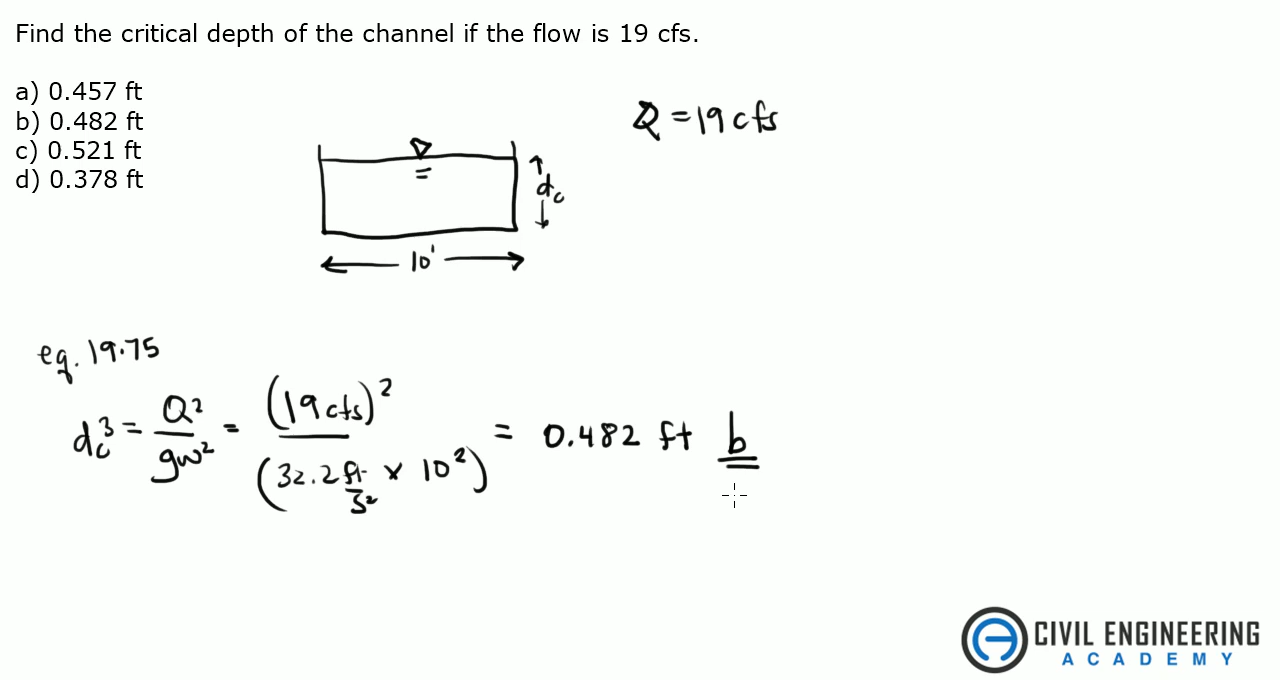 Find the critical depth of the channel if the flow is 19 cfs.
a) 0.457 ft
b) 0.482 ft
c) 0.521 ft
d) 0.378 ft
Q = 19 cfs
dc
10'
eq. 19.75
dc³ = Q²/gw² = (19 cfs)²/(32.2 ft/s² × 10²) = 0.482 ft b
CIVIL ENGINEERING
ACADEMY